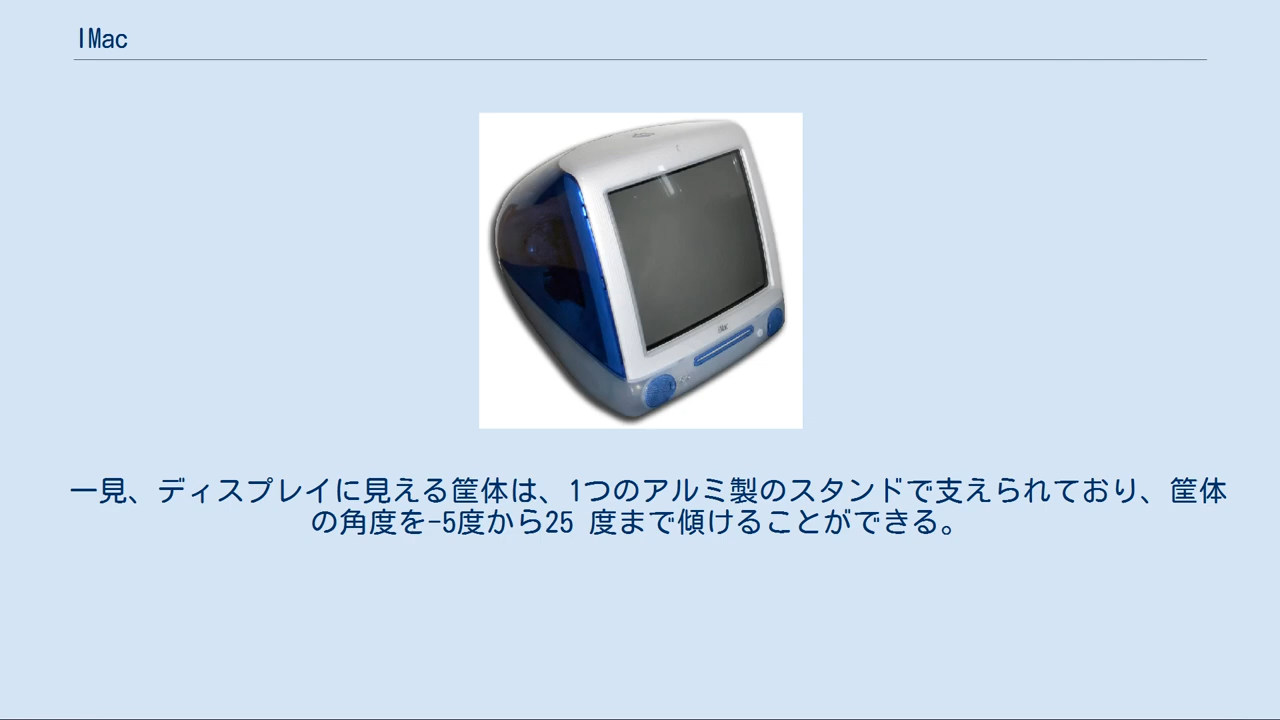 IMac
iMac
一見、ディスプレイに見える筐体は、1つのアルミ製のスタンドで支えられており、筐体
の角度を-5度から25 度まで傾けることができる。